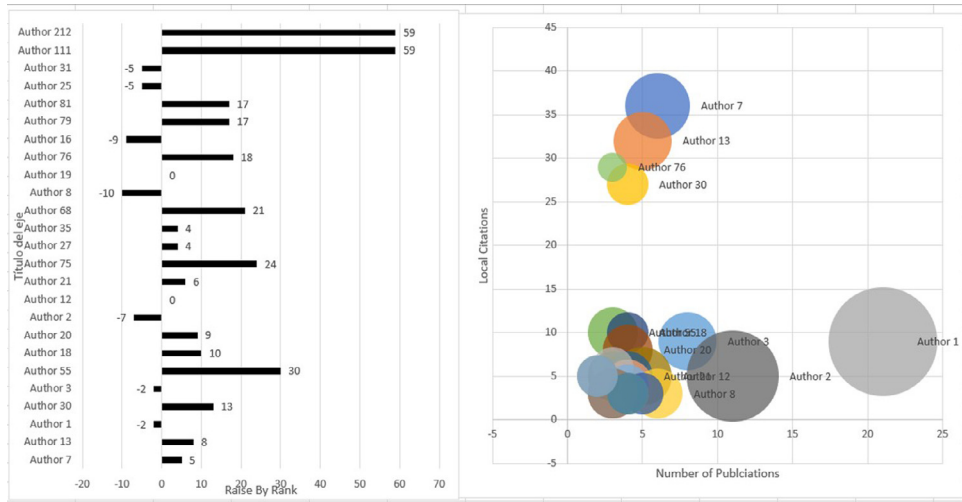 Author 212 59
Author 111 59
Author 31 -5
Author 25 -5
Author 81 17
Author 79 17
Author 16 -9
Author 76 18
Author 19 0
Author 8 -10
Author 68 21
Author 35 4
Author 27 4
Author 75 24
Author 21 6
Author 12 0
Author 2 -7
Author 20 9
Author 18 10
Author 55 30
Author 3 -2
Author 30 13
Author 1 -2
Author 13 8
Author 7 5
Título del eje
-20 -10 0 10 20 30 40 50 60 70
Raise By Rank
45
40
35
30
25
20
15
10
5
0
-5
Local Citations
Author 7
Author 13
Author 76
Author 30
Author 55
Author 18
Author 3
Author 1
Author 20
Author 21
Author 12
Author 2
Author 8
-5 0 5 10 15 20 25
Number of Publciations